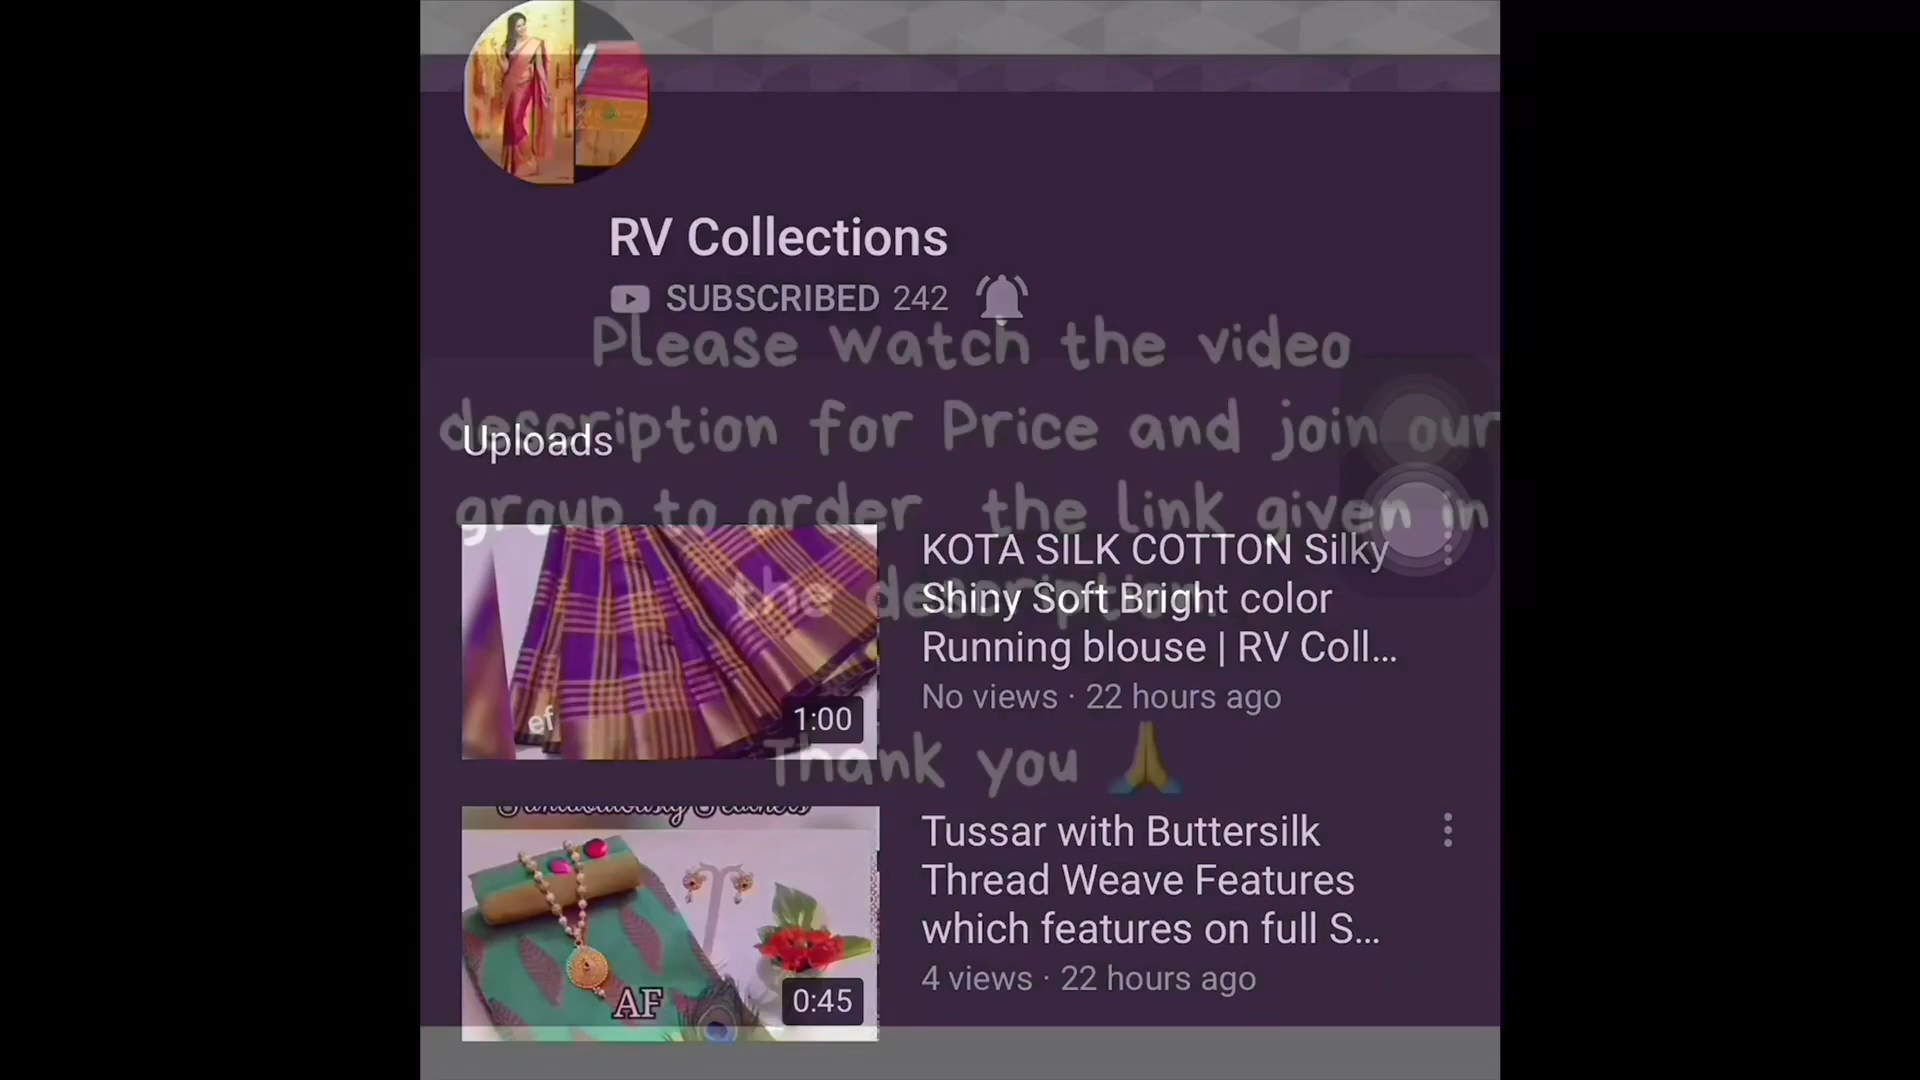 RV Collections
SUBSCRIBED 242
Please watch the video
description for Price and join our
Uploads
group to order the link given in
the description.
KOTA SILK COTTON Silky
Shiny Soft Bright color
Running blouse | RV Coll...
No views · 22 hours ago
ef
1:00
Thank you 🙏
Tussar with Buttersilk
Thread Weave Features
which features on full S...
4 views · 22 hours ago
AF
0:45